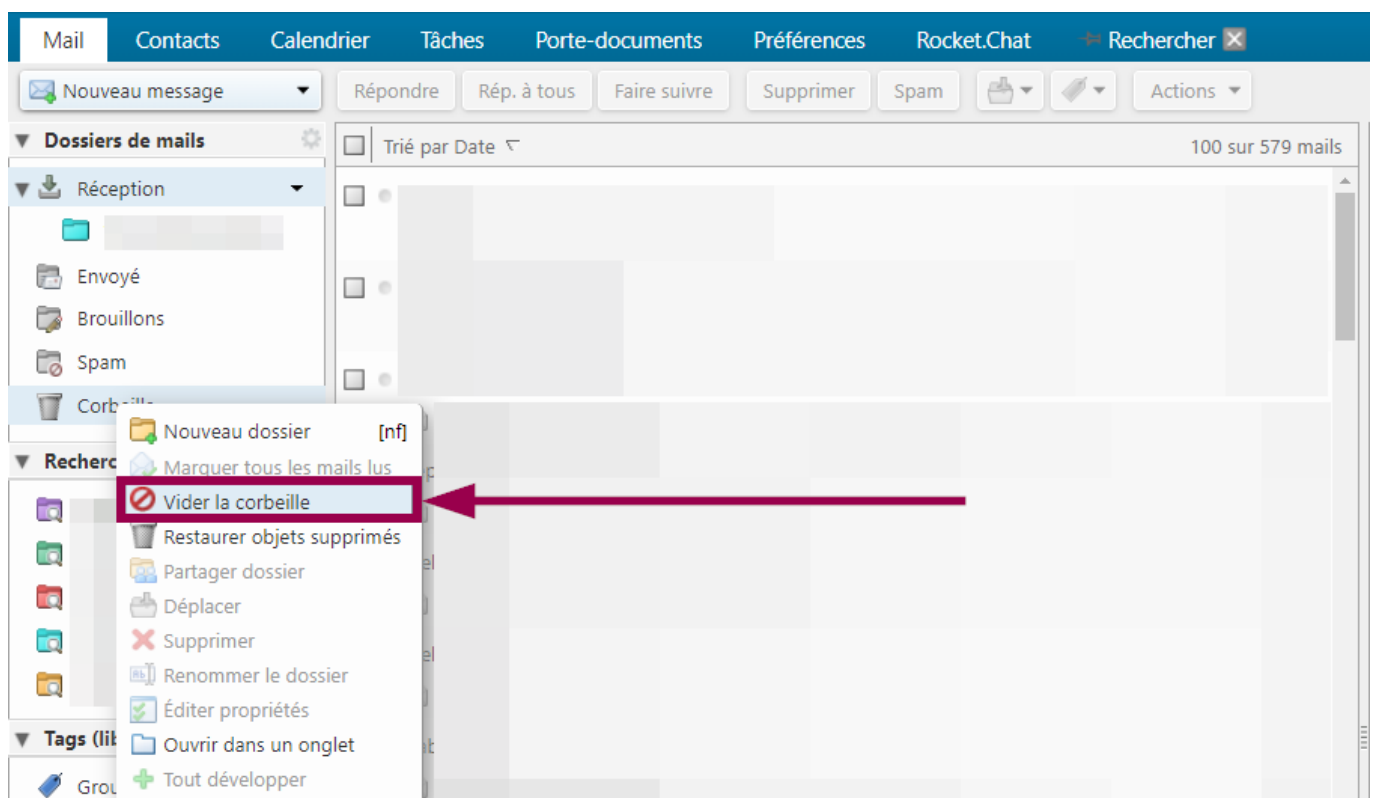 Mail Contacts Calendrier Tâches Porte-documents Préférences Rocket.Chat Rechercher
Nouveau message Répondre Rép. à tous Faire suivre Supprimer Spam Actions
Dossiers de mails
Trié par Date 100 sur 579 mails
Réception
Envoyé
Brouillons
Spam
Corbeille
Nouveau dossier [nf]
Marquer tous les mails lus
Vider la corbeille
Restaurer objets supprimés
Partager dossier
Déplacer
Supprimer
Renommer le dossier
Éditer propriétés
Tags
Ouvrir dans un onglet
Tout développer